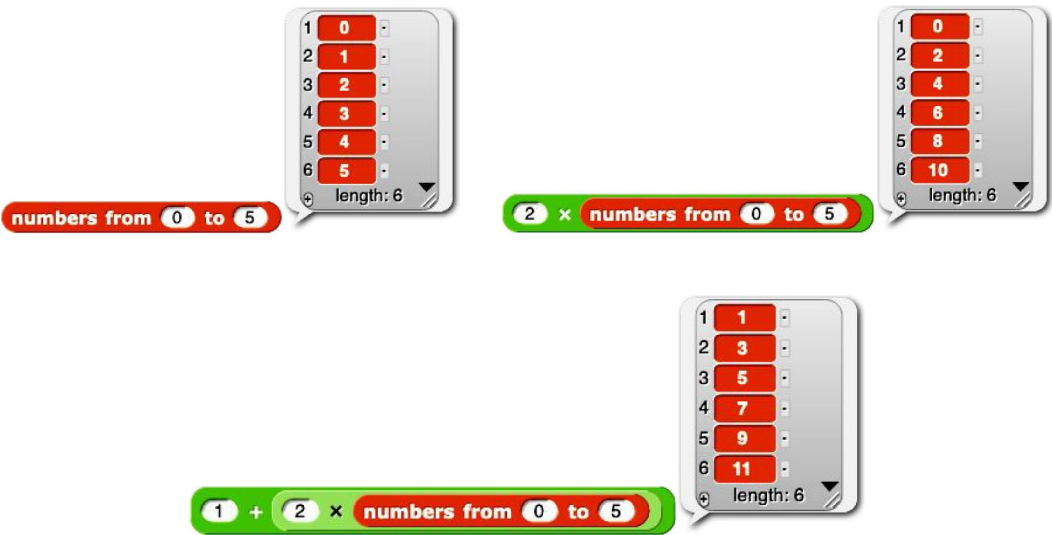 1 0 -
2 1 -
3 2 -
4 3 -
5 4 -
6 5 -
+ length: 6
numbers from 0 to 5
1 0 -
2 2 -
3 4 -
4 6 -
5 8 -
6 10 -
+ length: 6
2 × numbers from 0 to 5
1 1 -
2 3 -
3 5 -
4 7 -
5 9 -
6 11 -
+ length: 6
1 + 2 × numbers from 0 to 5